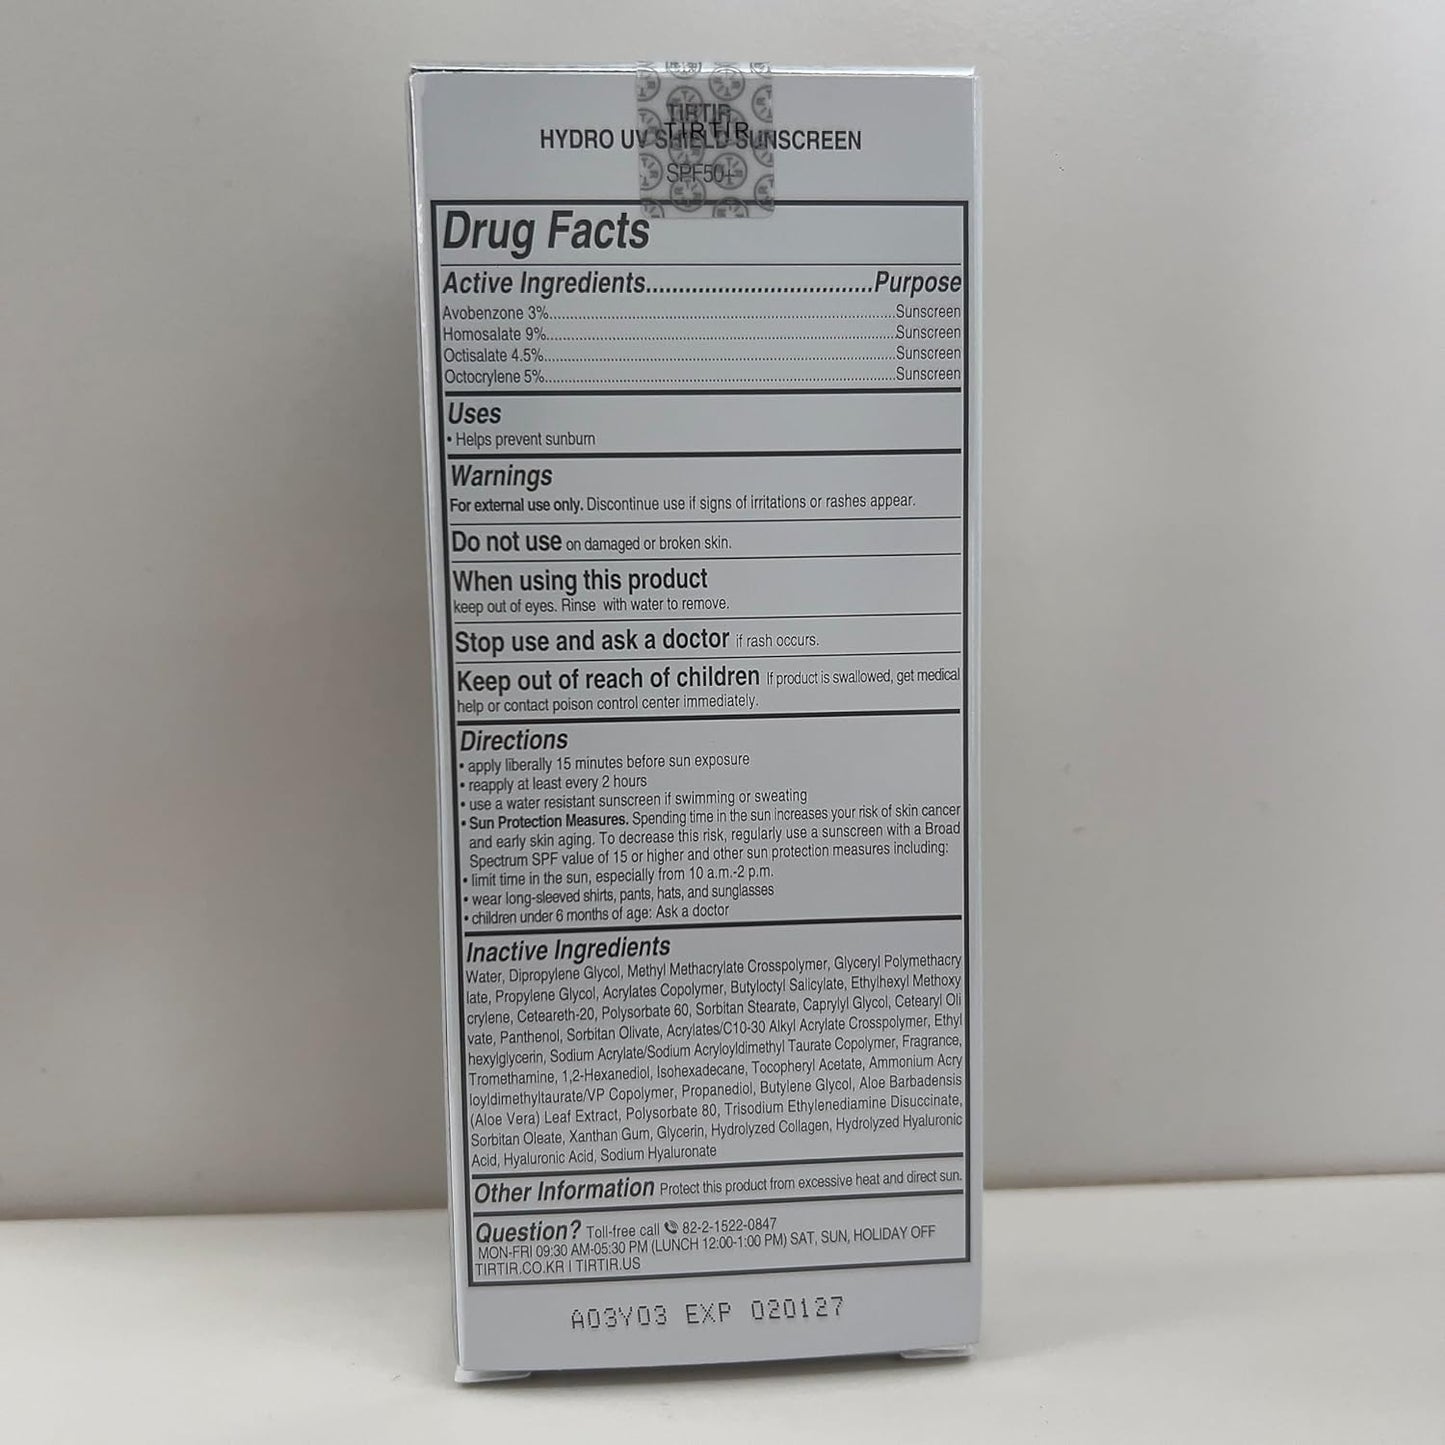 TIRTIR
TIRTIR
HYDRO UV SHIELD SUNSCREEN
SPF50+
Drug Facts
Active Ingredients..................................Purpose
Avobenzone 3%..................................Sunscreen
Homosalate 9%..................................Sunscreen
Octisalate 4.5%..................................Sunscreen
Octocrylene 5%..................................Sunscreen
Uses
• Helps prevent sunburn
Warnings
For external use only. Discontinue use if signs of irritations or rashes appear.
Do not use on damaged or broken skin.
When using this product
keep out of eyes. Rinse with water to remove.
Stop use and ask a doctor if rash occurs.
Keep out of reach of children If product is swallowed, get medical
help or contact poison control center immediately.
Directions
• apply liberally 15 minutes before sun exposure
• reapply at least every 2 hours
• use a water resistant sunscreen if swimming or sweating
• Sun Protection Measures. Spending time in the sun increases your risk of skin cancer
and early skin aging. To decrease this risk, regularly use a sunscreen with a Broad
Spectrum SPF value of 15 or higher and other sun protection measures including:
• limit time in the sun, especially from 10 a.m.-2 p.m.
• wear long-sleeved shirts, pants, hats, and sunglasses
• children under 6 months of age: Ask a doctor
Inactive Ingredients
Water, Dipropylene Glycol, Methyl Methacrylate Crosspolymer, Glyceryl Polymethacry
late, Propylene Glycol, Acrylates Copolymer, Butyloctyl Salicylate, Ethylhexyl Methoxy
crylene, Ceteareth-20, Polysorbate 60, Sorbitan Stearate, Caprylyl Glycol, Cetearyl Oli
vate, Panthenol, Sorbitan Olivate, Acrylates/C10-30 Alkyl Acrylate Crosspolymer, Ethyl
hexylglycerin, Sodium Acrylate/Sodium Acryloyldimethyl Taurate Copolymer, Fragrance,
Tromethamine, 1,2-Hexanediol, Isohexadecane, Tocopheryl Acetate, Ammonium Acry
loyldimethyltaurate/VP Copolymer, Propanediol, Butylene Glycol, Aloe Barbadensis
(Aloe Vera) Leaf Extract, Polysorbate 80, Trisodium Ethylenediamine Disuccinate,
Sorbitan Oleate, Xanthan Gum, Glycerin, Hydrolyzed Collagen, Hydrolyzed Hyaluronic
Acid, Hyaluronic Acid, Sodium Hyaluronate
Other Information Protect this product from excessive heat and direct sun.
Question? Toll-free call 82-2-1522-0847
MON-FRI 09:30 AM-05:30 PM (LUNCH 12:00-1:00 PM) SAT, SUN, HOLIDAY OFF
TIRTIR.CO.KR I TIRTIR.US
A03Y03 EXP 020127